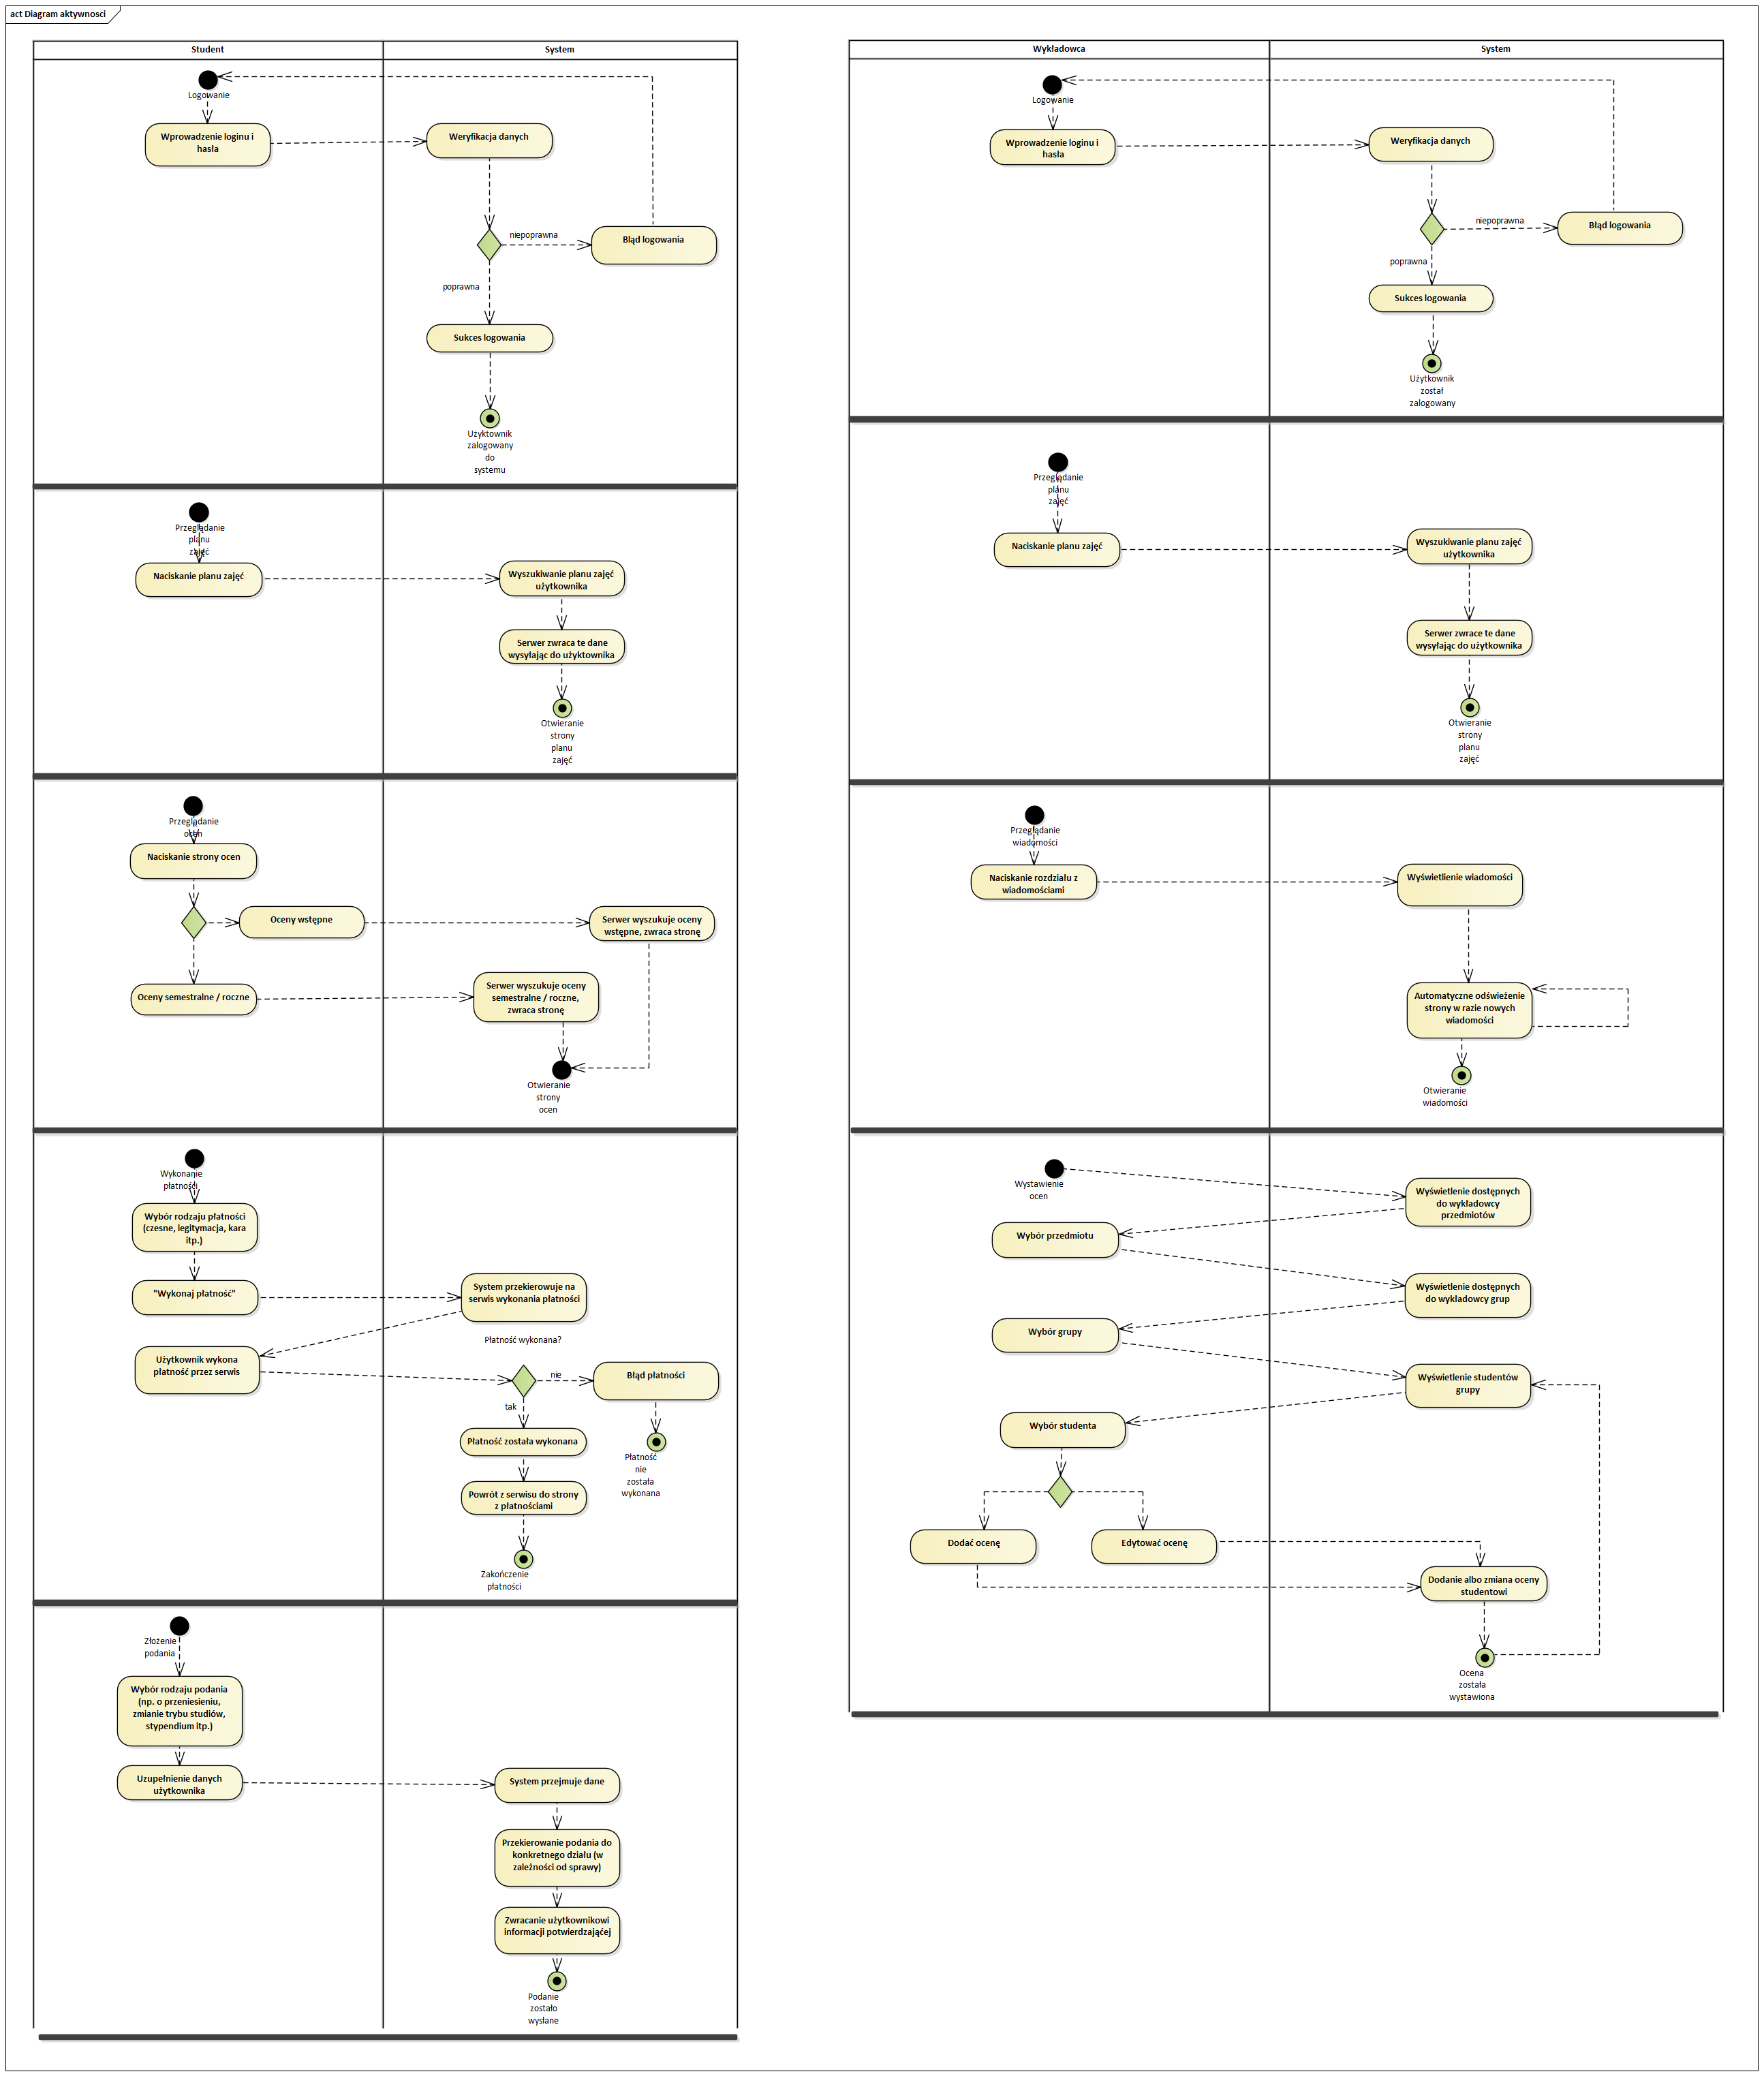 act Diagram aktywnosci
Student
System
Logowanie
Wprowadzenie loginu i
hasła
Weryfikacja danych
niepoprawna
Błąd logowania
poprawna
Sukces logowania
Użyktownik
zalogowany
do
systemu
Przeglądanie
planu
zajęć
Naciskanie planu zajęć
Wyszukiwanie planu zajęć
użytkownika
Serwer zwraca te dane
wysyłając do użyktownika
Otwieranie
strony
planu
zajęć
Przeglądanie
ocen
Naciskanie strony ocen
Oceny wstępne
Serwer wyszukuje oceny
wstępne, zwraca stronę
Oceny semestralne / roczne
Serwer wyszukuje oceny
semestralne / roczne,
zwraca stronę
Otwieranie
strony
ocen
Wykonanie
płatności
Wybór rodzaju płatności
(czesne, legitymacja, kara
itp.)
"Wykonaj płatność"
System przekierowuje na
serwis wykonania płatności
Płatność wykonana?
Użytkownik wykona
płatność przez serwis
nie
Błąd płatności
tak
Płatność została wykonana
Płatność
nie
została
wykonana
Powrót z serwisu do strony
z płatnościami
Zakończenie
płatności
Złożenie
podania
Wybór rodzaju podania
(np. o przeniesieniu,
zmianie trybu studiów,
stypendium itp.)
Uzupełnienie danych
użytkownika
System przejmuje dane
Przekierowanie podania do
konkretnego działu (w
zależności od sprawy)
Zwracanie użytkownikowi
informacji potwierdzająćej
Podanie
zostało
wysłane
Wykladowca
System
Logowanie
Wprowadzenie loginu i
hasła
Weryfikacja danych
niepoprawna
Błąd logowania
poprawna
Sukces logowania
Użytkownik
został
zalogowany
Przeglądanie
planu
zajęć
Naciskanie planu zajęć
Wyszukiwanie planu zajęć
użytkownika
Serwer zwrace te dane
wysyłając do użytkownika
Otwieranie
strony
planu
zajęć
Przeglądanie
wiadomości
Naciskanie rozdziału z
wiadomościami
Wyświetlienie wiadomości
Automatyczne odświeżenie
strony w razie nowych
wiadomości
Otwieranie
wiadomości
Wystawienie
ocen
Wyświetlenie dostępnych
do wykładowcy
przedmiotów
Wybór przedmiotu
Wyświetlenie dostępnych
do wykładowcy grup
Wybór grupy
Wyświetlenie studentów
grupy
Wybór studenta
Dodać ocenę
Edytować ocenę
Dodanie albo zmiana oceny
studentowi
Ocena
została
wystawiona